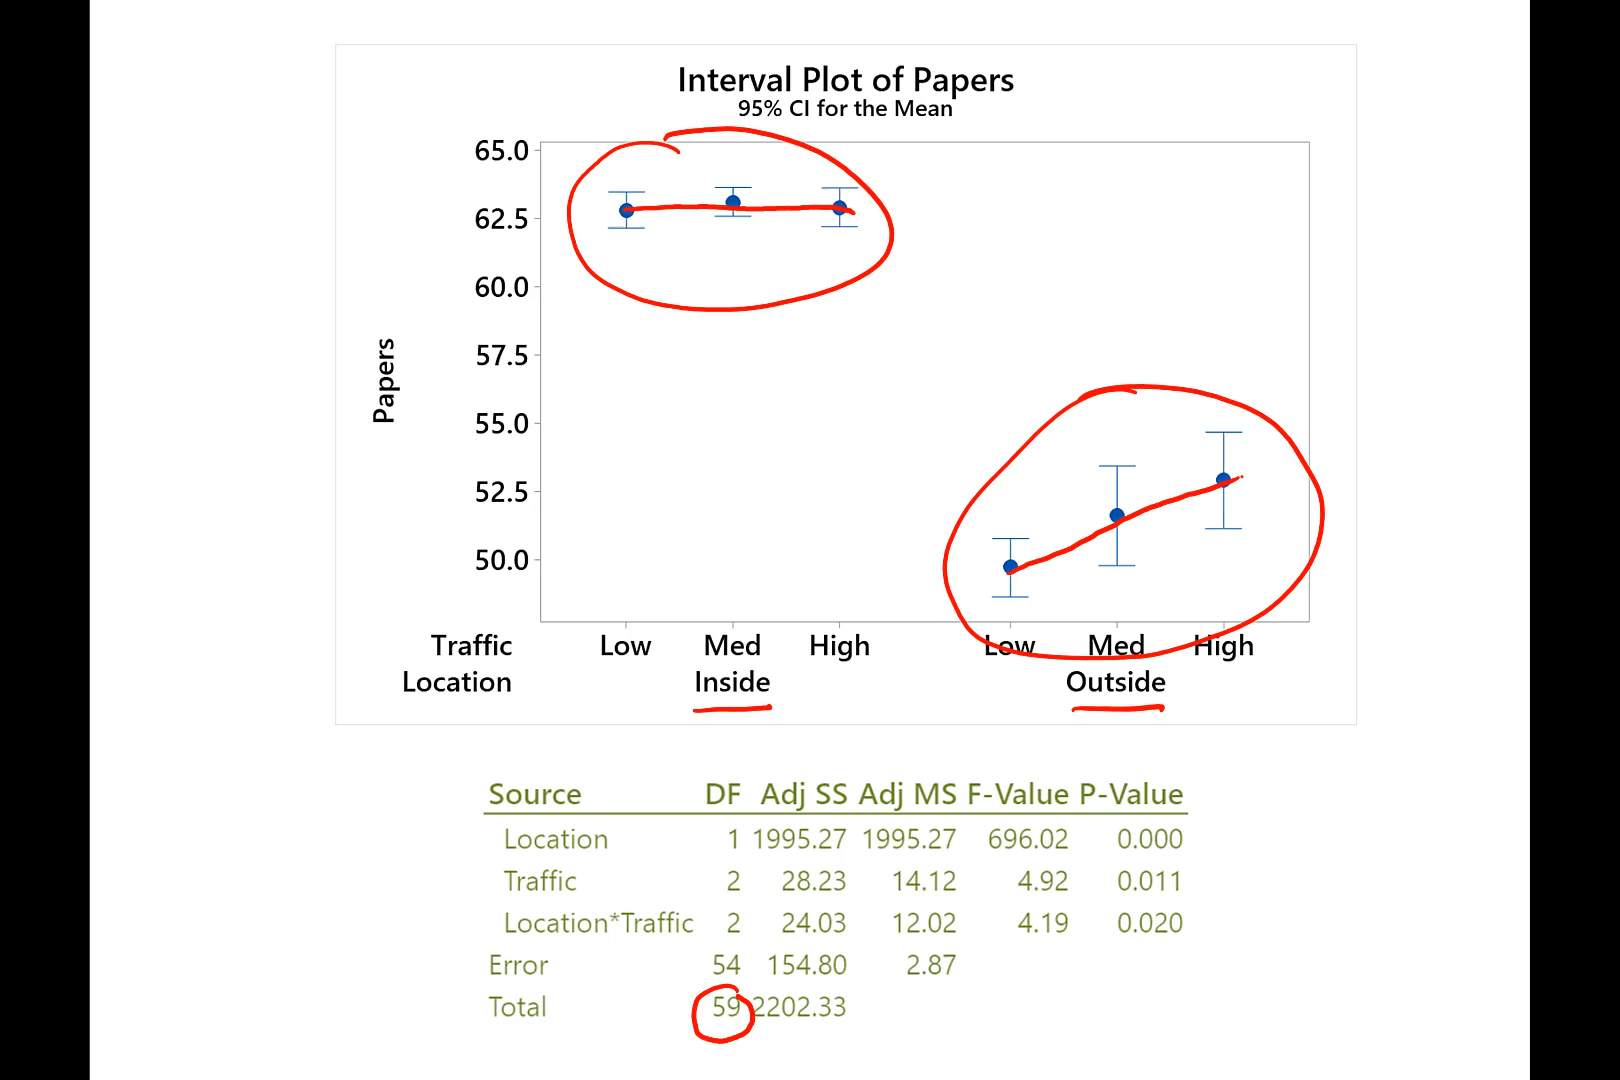 Interval Plot of Papers
95% CI for the Mean
65.0
62.5
60.0
57.5
55.0
52.5
50.0
Papers
Traffic Low Med High Low Med High
Location Inside Outside
Source DF Adj SS Adj MS F-Value P-Value
Location 1 1995.27 1995.27 696.02 0.000
Traffic 2 28.23 14.12 4.92 0.011
Location*Traffic 2 24.03 12.02 4.19 0.020
Error 54 154.80 2.87
Total 59 2202.33